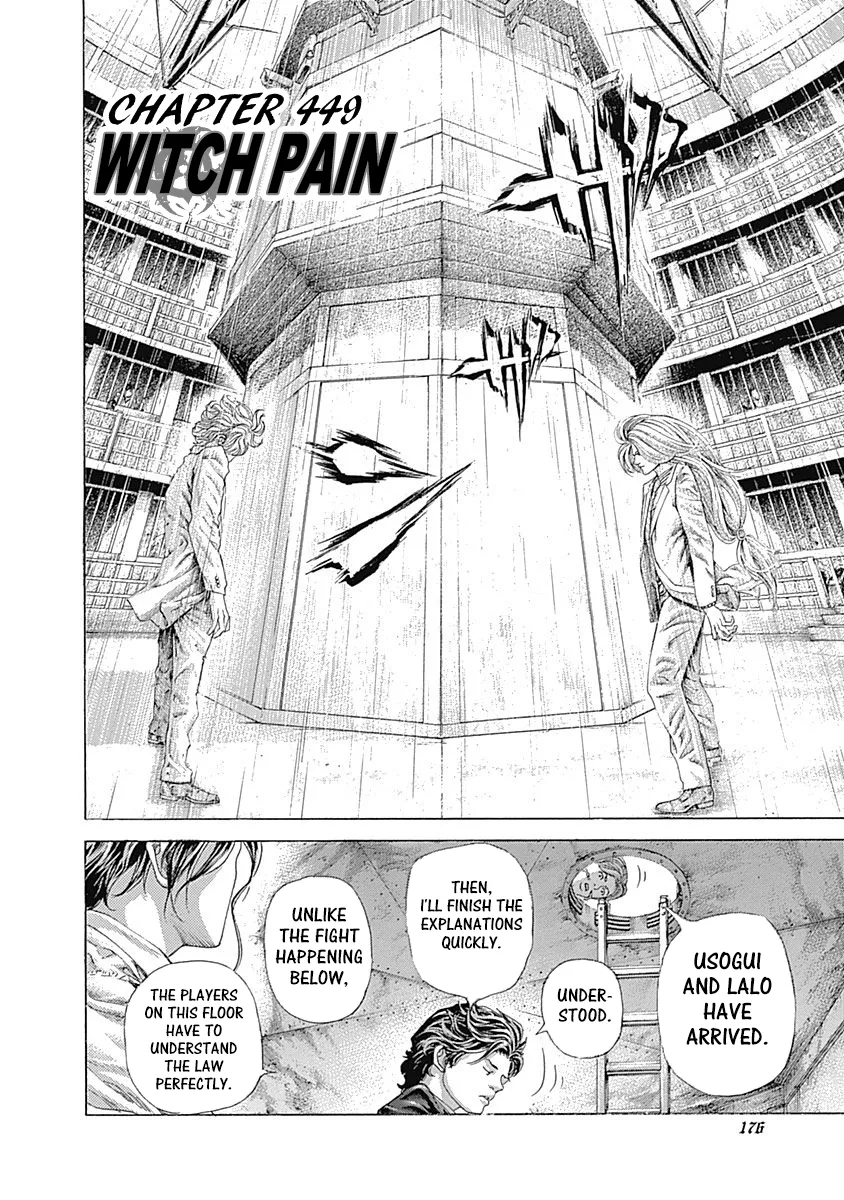 CHAPTER 449
WITCH PAIN
USOGUI
AND LALO
HAVE
ARRIVED.
UNDER-
STOOD.
THEN,
I'LL FINISH THE
EXPLANATIONS
QUICKLY.
UNLIKE
THE FIGHT
HAPPENING
BELOW,
THE PLAYERS
ON THIS FLOOR
HAVE TO
UNDERSTAND
THE LAW
PERFECTLY.
176